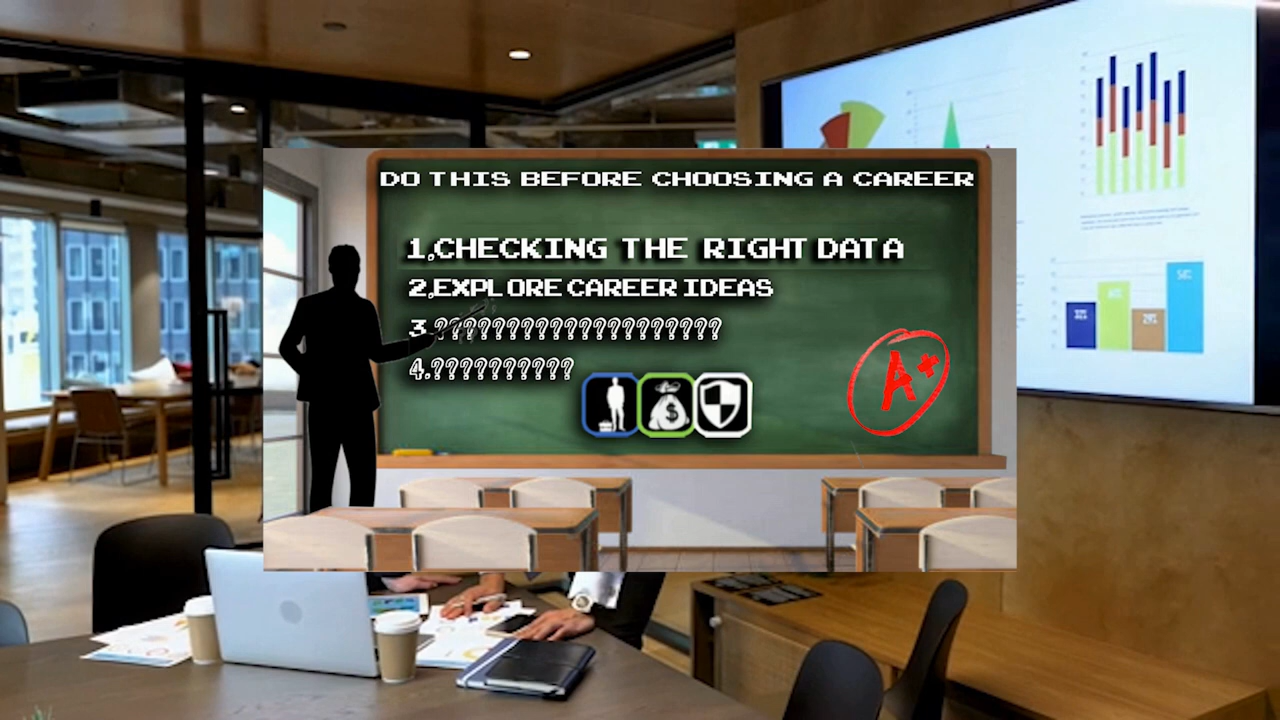 DO THIS BEFORE CHOOSING A CAREER
1,CHECKING THE RIGHT DATA
2,EXPLORE CAREER IDEAS
3.????????????????????
4.??????????
A+
$